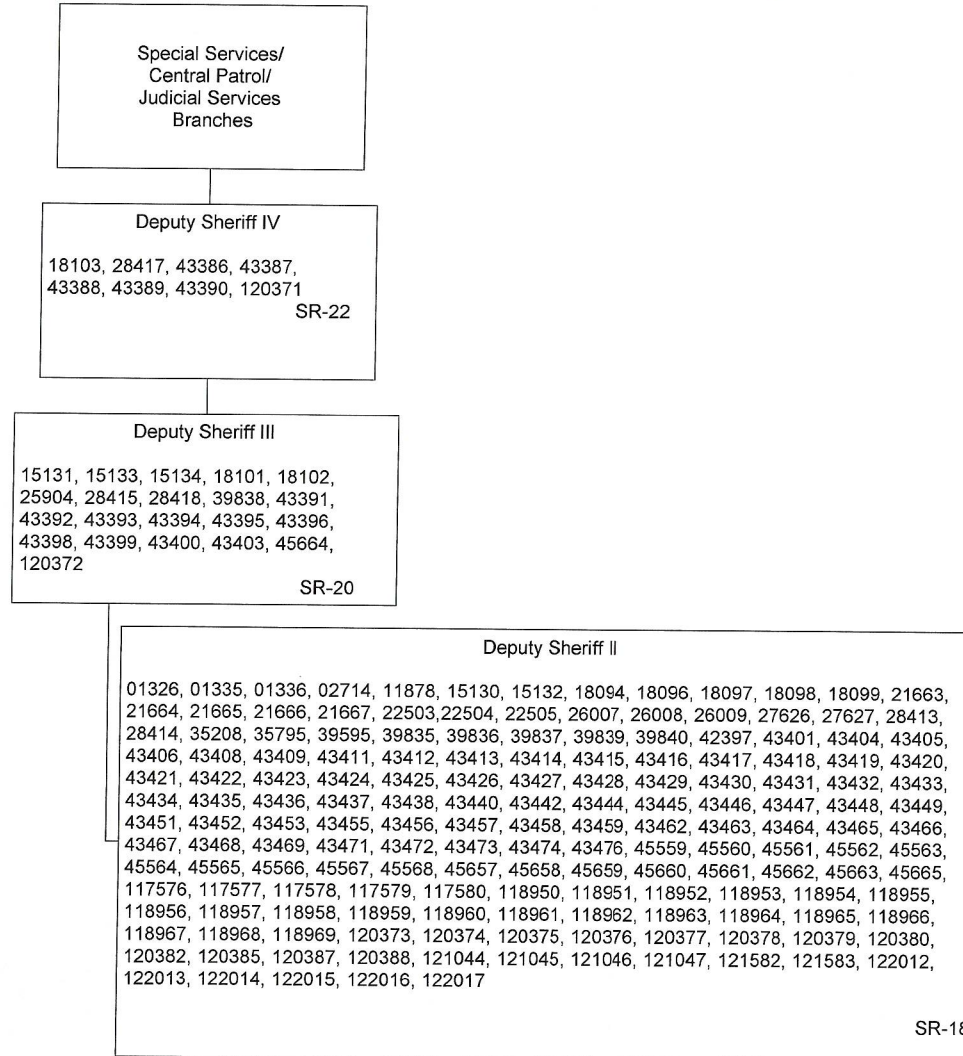 Special Services/
Central Patrol/
Judicial Services
Branches
Deputy Sheriff IV
18103, 28417, 43386, 43387,
43388, 43389, 43390, 120371
SR-22
Deputy Sheriff III
15131, 15133, 15134, 18101, 18102,
25904, 28415, 28418, 39838, 43391,
43392, 43393, 43394, 43395, 43396,
43398, 43399, 43400, 43403, 45664,
120372
SR-20
Deputy Sheriff II
01326, 01335, 01336, 02714, 11878, 15130, 15132, 18094, 18096, 18097, 18098, 18099, 21663,
21664, 21665, 21666, 21667, 22503,22504, 22505, 26007, 26008, 26009, 27626, 27627, 28413,
28414, 35208, 35795, 39595, 39835, 39836, 39837, 39839, 39840, 42397, 43401, 43404, 43405,
43406, 43408, 43409, 43411, 43412, 43413, 43414, 43415, 43416, 43417, 43418, 43419, 43420,
43421, 43422, 43423, 43424, 43425, 43426, 43427, 43428, 43429, 43430, 43431, 43432, 43433,
43434, 43435, 43436, 43437, 43438, 43440, 43442, 43444, 43445, 43446, 43447, 43448, 43449,
43451, 43452, 43453, 43455, 43456, 43457, 43458, 43459, 43462, 43463, 43464, 43465, 43466,
43467, 43468, 43469, 43471, 43472, 43473, 43474, 43476, 45559, 45560, 45561, 45562, 45563,
45564, 45565, 45566, 45567, 45568, 45657, 45658, 45659, 45660, 45661, 45662, 45663, 45665,
117576, 117577, 117578, 117579, 117580, 118950, 118951, 118952, 118953, 118954, 118955,
118956, 118957, 118958, 118959, 118960, 118961, 118962, 118963, 118964, 118965, 118966,
118967, 118968, 118969, 120373, 120374, 120375, 120376, 120377, 120378, 120379, 120380,
120382, 120385, 120387, 120388, 121044, 121045, 121046, 121047, 121582, 121583, 122012,
122013, 122014, 122015, 122016, 122017
SR-18